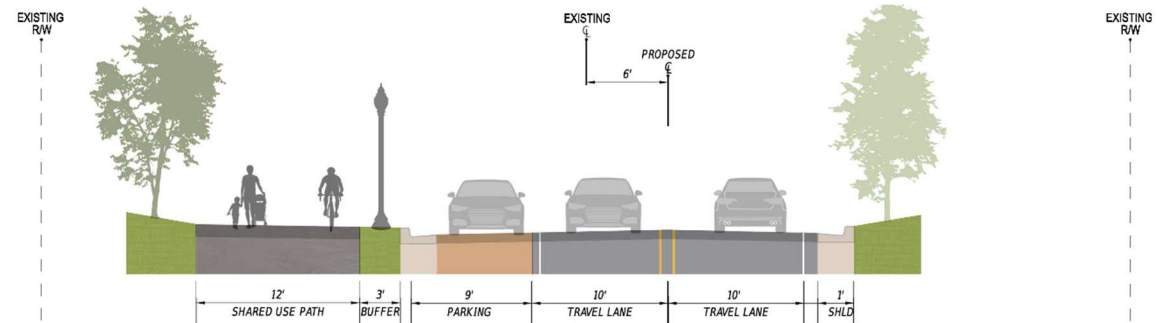 EXISTING
R/W
EXISTING
℄
PROPOSED
℄
6'
EXISTING
R/W
12'
SHARED USE PATH
3'
BUFFER
9'
PARKING
10'
TRAVEL LANE
10'
TRAVEL LANE
1'
SHLD